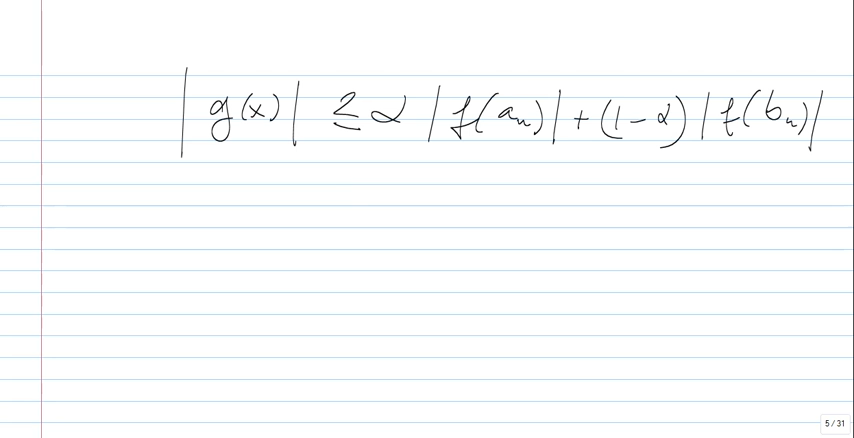 |g(x)| ≤ α |f(aₙ)| + (1 - α) |f(bₙ)|
5 / 31